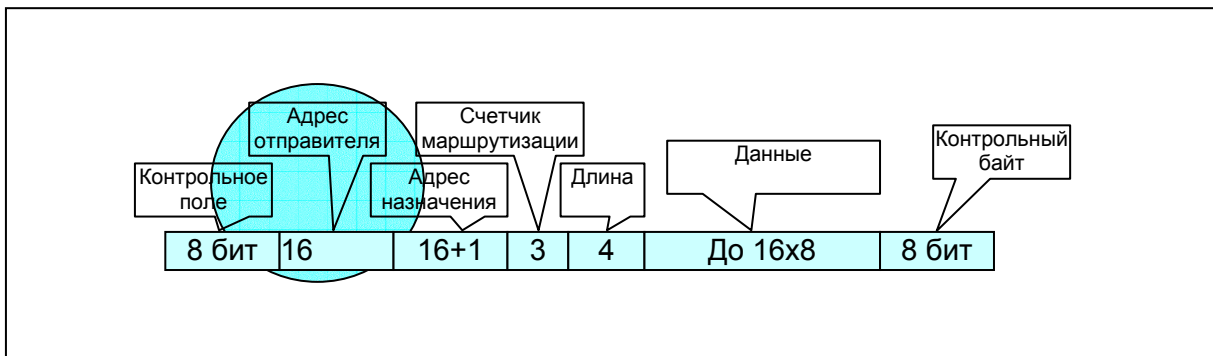 Адрес
отправителя
Счетчик
маршрутизации
Контрольный
байт
Данные
Контрольное
поле
Адрес
назначения
Длина
8 бит 16 16+1 3 4 До 16x8 8 бит